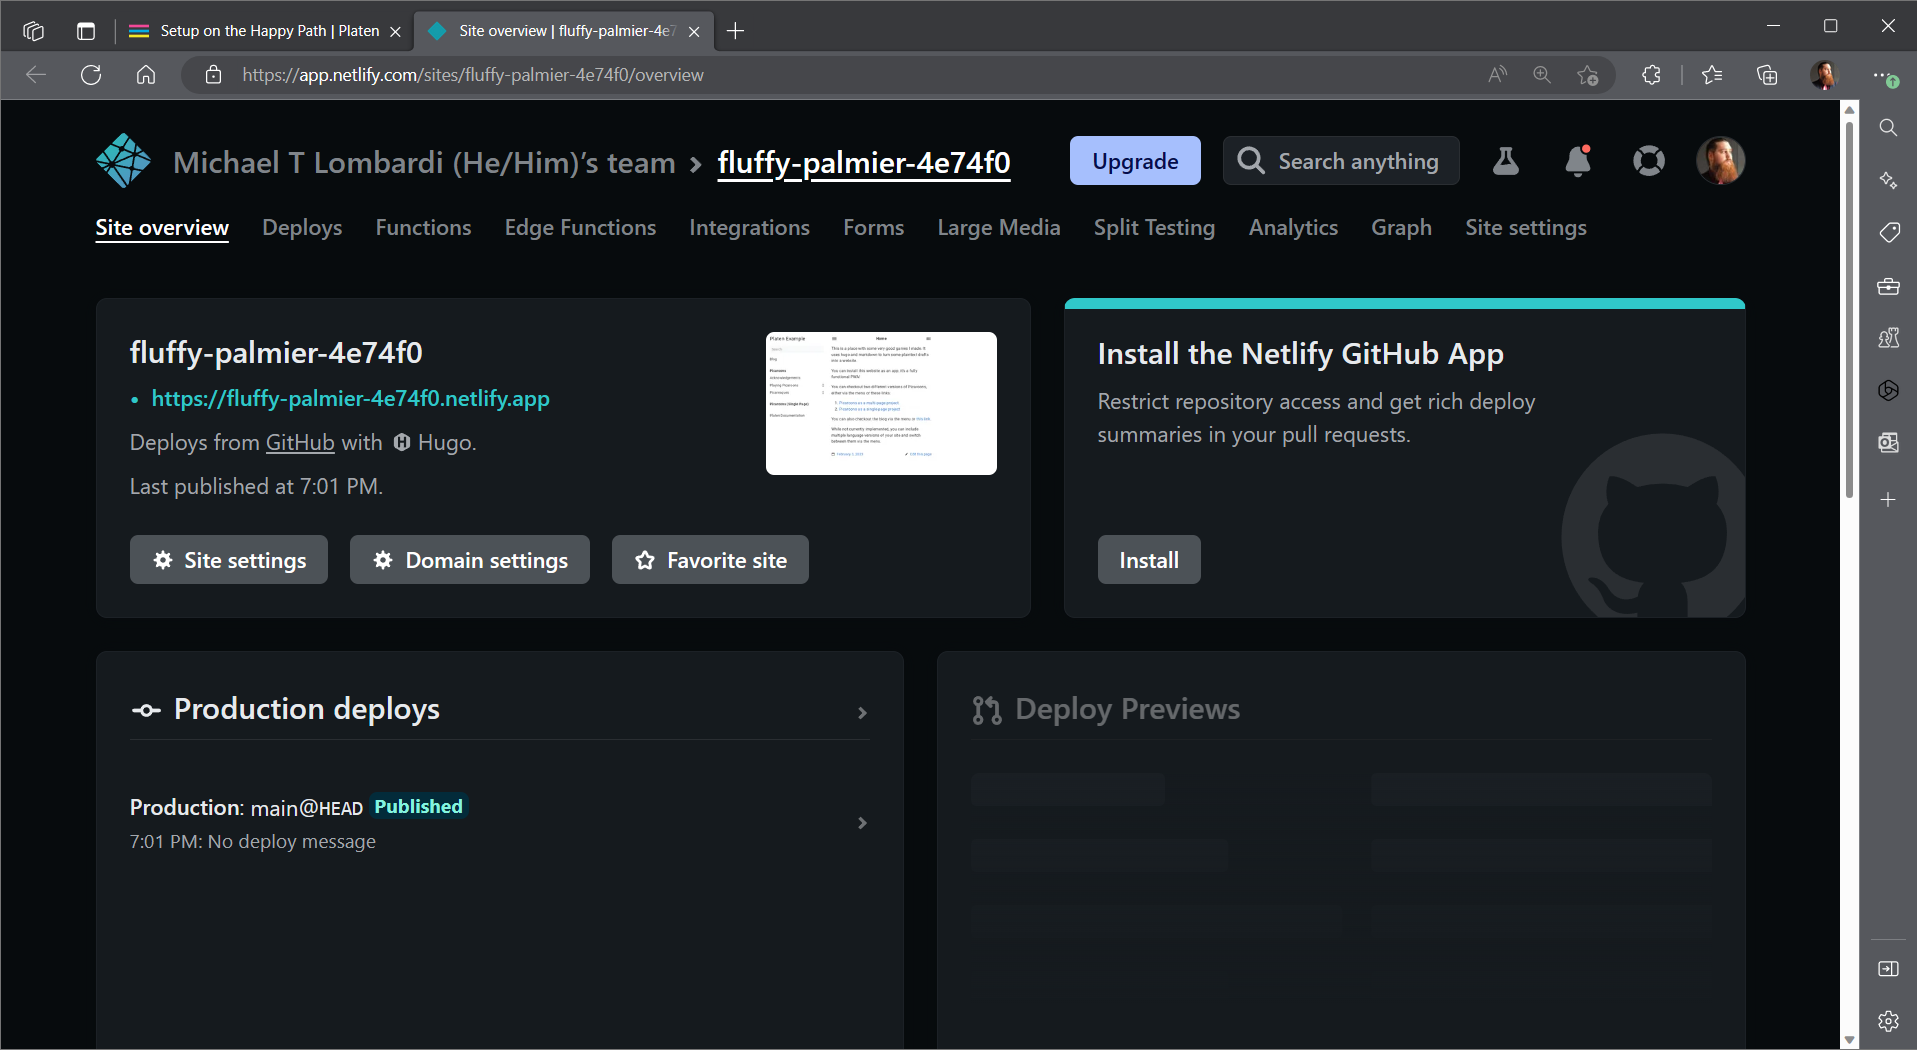 Setup on the Happy Path | Platen
Site overview | fluffy-palmier-4e7
https://app.netlify.com/sites/fluffy-palmier-4e74f0/overview
Michael T Lombardi (He/Him)’s team
fluffy-palmier-4e74f0
Upgrade
Search anything
Site overview
Deploys
Functions
Edge Functions
Integrations
Forms
Large Media
Split Testing
Analytics
Graph
Site settings
fluffy-palmier-4e74f0
https://fluffy-palmier-4e74f0.netlify.app
Deploys from GitHub with Hugo.
Last published at 7:01 PM.
Platen Example
Home
Blog
Site settings
Domain settings
Favorite site
Install the Netlify GitHub App
Restrict repository access and get rich deploy
summaries in your pull requests.
Install
Production deploys
Production: main@HEAD Published
7:01 PM: No deploy message
Deploy Previews